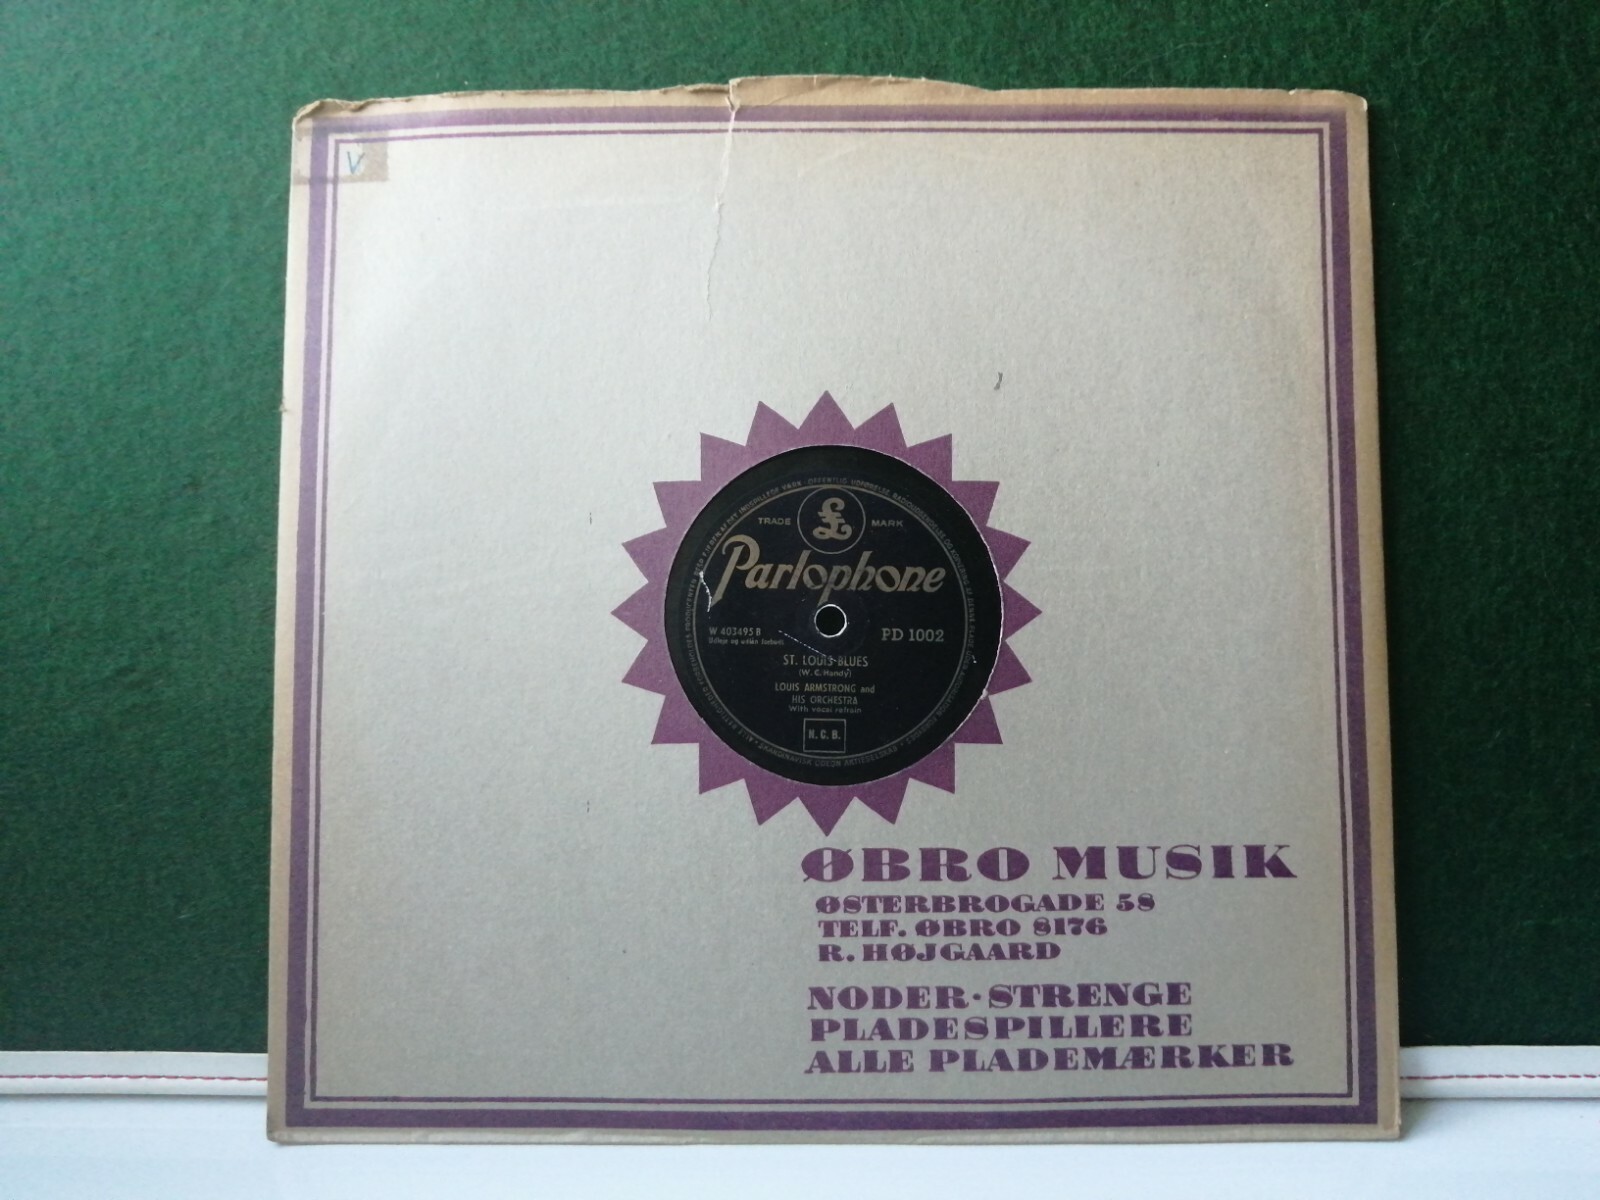 V
TRADE MARK
Parlophone
W 403495 B
PD 1002
ST. LOUIS BLUES
(W. C. Handy)
LOUIS ARMSTRONG and
HIS ORCHESTRA
With vocal refrain
N. C. B.
ØBRO MUSIK
ØSTERBROGADE 58
TELF. ØBRO 8176
R. HØJGAARD
NODER · STRENGE
PLADESPILLERE
ALLE PLADEMÆRKER